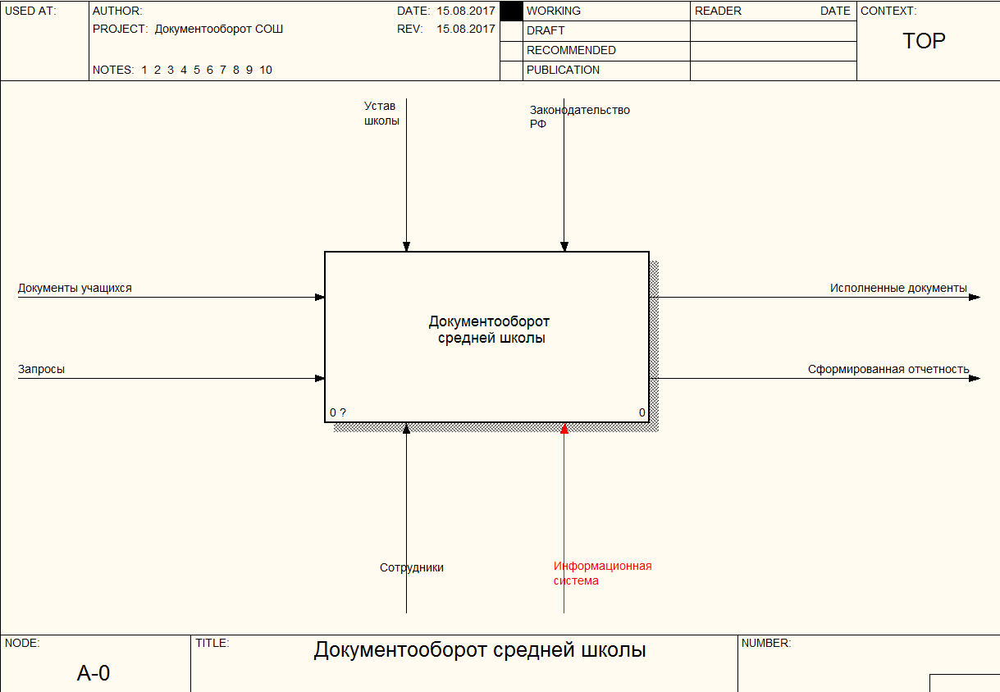 USED AT:
AUTHOR:
DATE: 15.08.2017
PROJECT: Документооборот СОШ
REV: 15.08.2017
NOTES: 1 2 3 4 5 6 7 8 9 10
WORKING
DRAFT
RECOMMENDED
PUBLICATION
READER
DATE
CONTEXT:
TOP
Устав
школы
Законодательство
РФ
Документы учащихся
Исполненные документы
Документооборот
средней школы
Запросы
Сформированная отчетность
0 ?
0
Сотрудники
Информационная
система
NODE:
A-0
TITLE:
Документооборот средней школы
NUMBER: